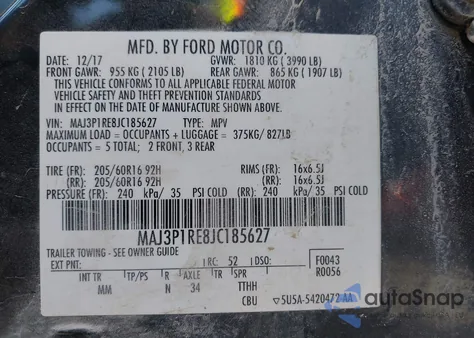 MFD. BY FORD MOTOR CO.
DATE: 12/17 GVWR: 1810 KG ( 3990 LB)
FRONT GAWR: 955 KG ( 2105 LB) REAR GAWR: 865 KG ( 1907 LB)
THIS VEHICLE CONFORMS TO ALL APPLICABLE FEDERAL MOTOR
VEHICLE SAFETY AND THEFT PREVENTION STANDARDS
IN EFFECT ON THE DATE OF MANUFACTURE SHOWN ABOVE.
VIN: MAJ3P1RE8JC185627 TYPE: MPV
MAXIMUM LOAD = OCCUPANTS + LUGGAGE = 375KG/ 827LB
OCCUPANTS = 5 TOTAL; 2 FRONT, 3 REAR
TIRE (FR): 205/60R16 92H RIMS (FR): 16x6.5J
(RR): 205/60R16 92H (RR): 16x6.5J
PRESSURE (FR): 240 kPa/ 35 PSI COLD (RR): 240 kPa/ 35 PSI COLD
MAJ3P1RE8JC185627
TRAILER TOWING - SEE OWNER GUIDE
EXT PNT: RC: 52 DSO: F0043
R0056
INT TR TP/PS R AXLE TR SPR
MM N 34 TTHH
CBU SU5A-5420472 AA
autoSnap